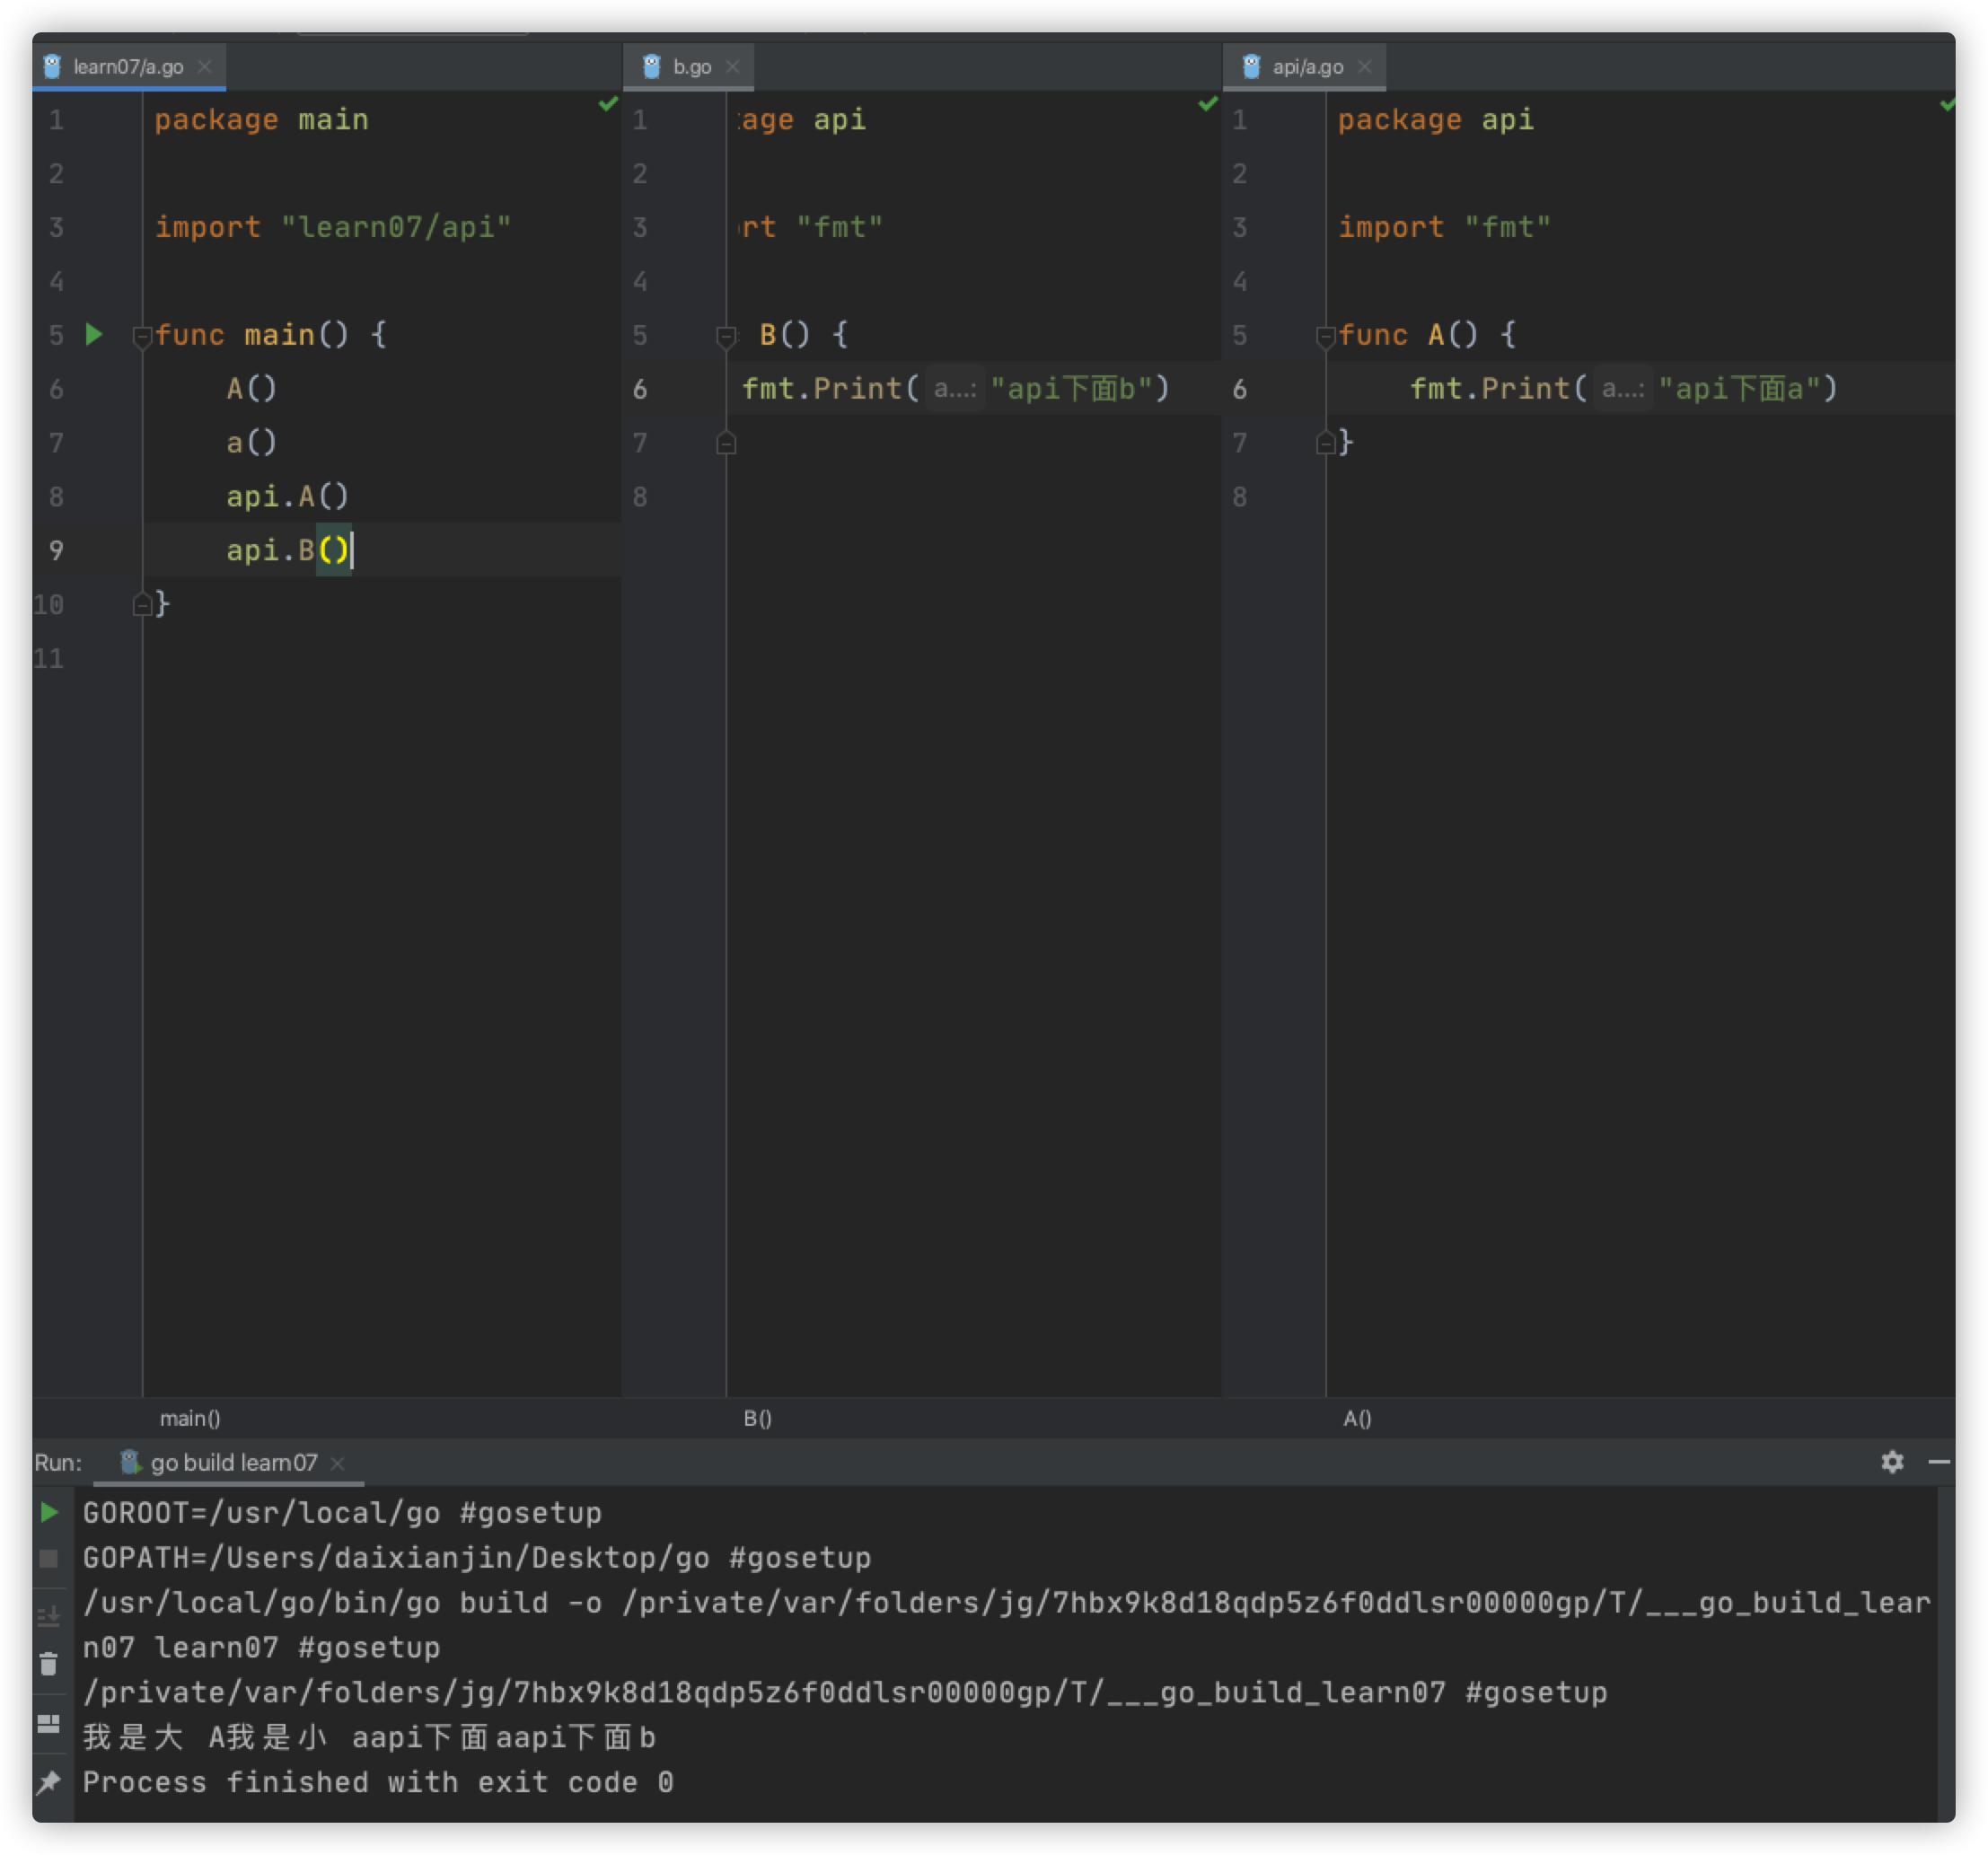 learn07/a.go
1 package main
2
3 import "learn07/api"
4
5 func main() {
6 A()
7 a()
8 api.A()
9 api.B()
10 }
11
b.go
1 age api
2
3 rt "fmt"
4
5 B() {
6 fmt.Print( a...: "api下面b")
7
8
api/a.go
1 package api
2
3 import "fmt"
4
5 func A() {
6 fmt.Print( a...: "api下面a")
7 }
8
main()
B()
A()
Run: go build learn07
GOROOT=/usr/local/go #gosetup
GOPATH=/Users/daixianjin/Desktop/go #gosetup
/usr/local/go/bin/go build -o /private/var/folders/jg/7hbx9k8d18qdp5z6f0ddlsr00000gp/T/___go_build_lear
n07 learn07 #gosetup
/private/var/folders/jg/7hbx9k8d18qdp5z6f0ddlsr00000gp/T/___go_build_learn07 #gosetup
我是大 A我是小 aapi下面aapi下面b
Process finished with exit code 0